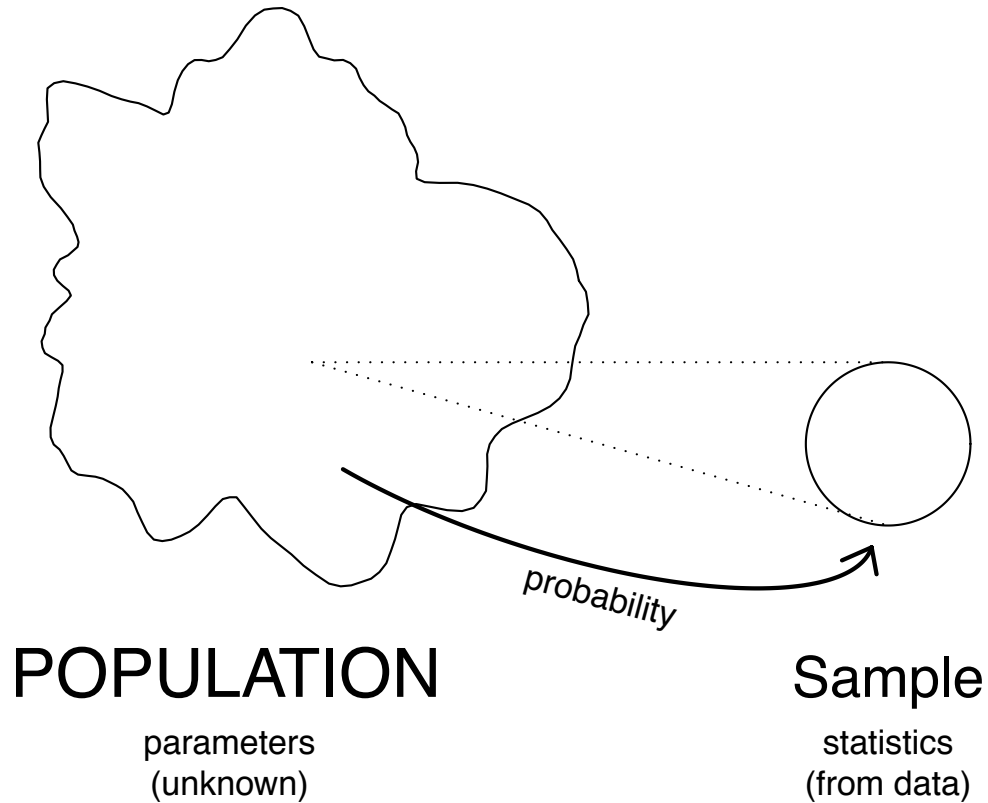 probability
POPULATION
parameters
(unknown)
Sample
statistics
(from data)